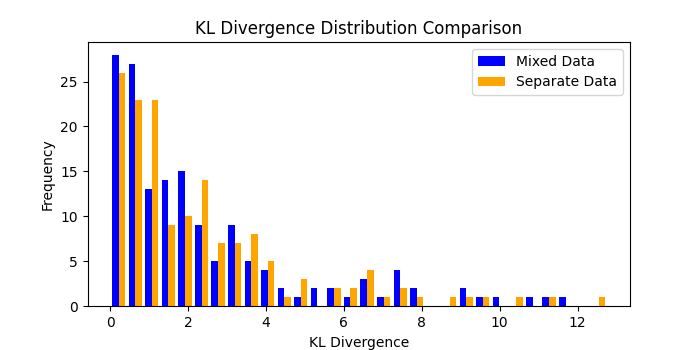 KL Divergence Distribution Comparison
Mixed Data
Separate Data
Frequency
25
20
15
10
5
0
0 2 4 6 8 10 12
KL Divergence